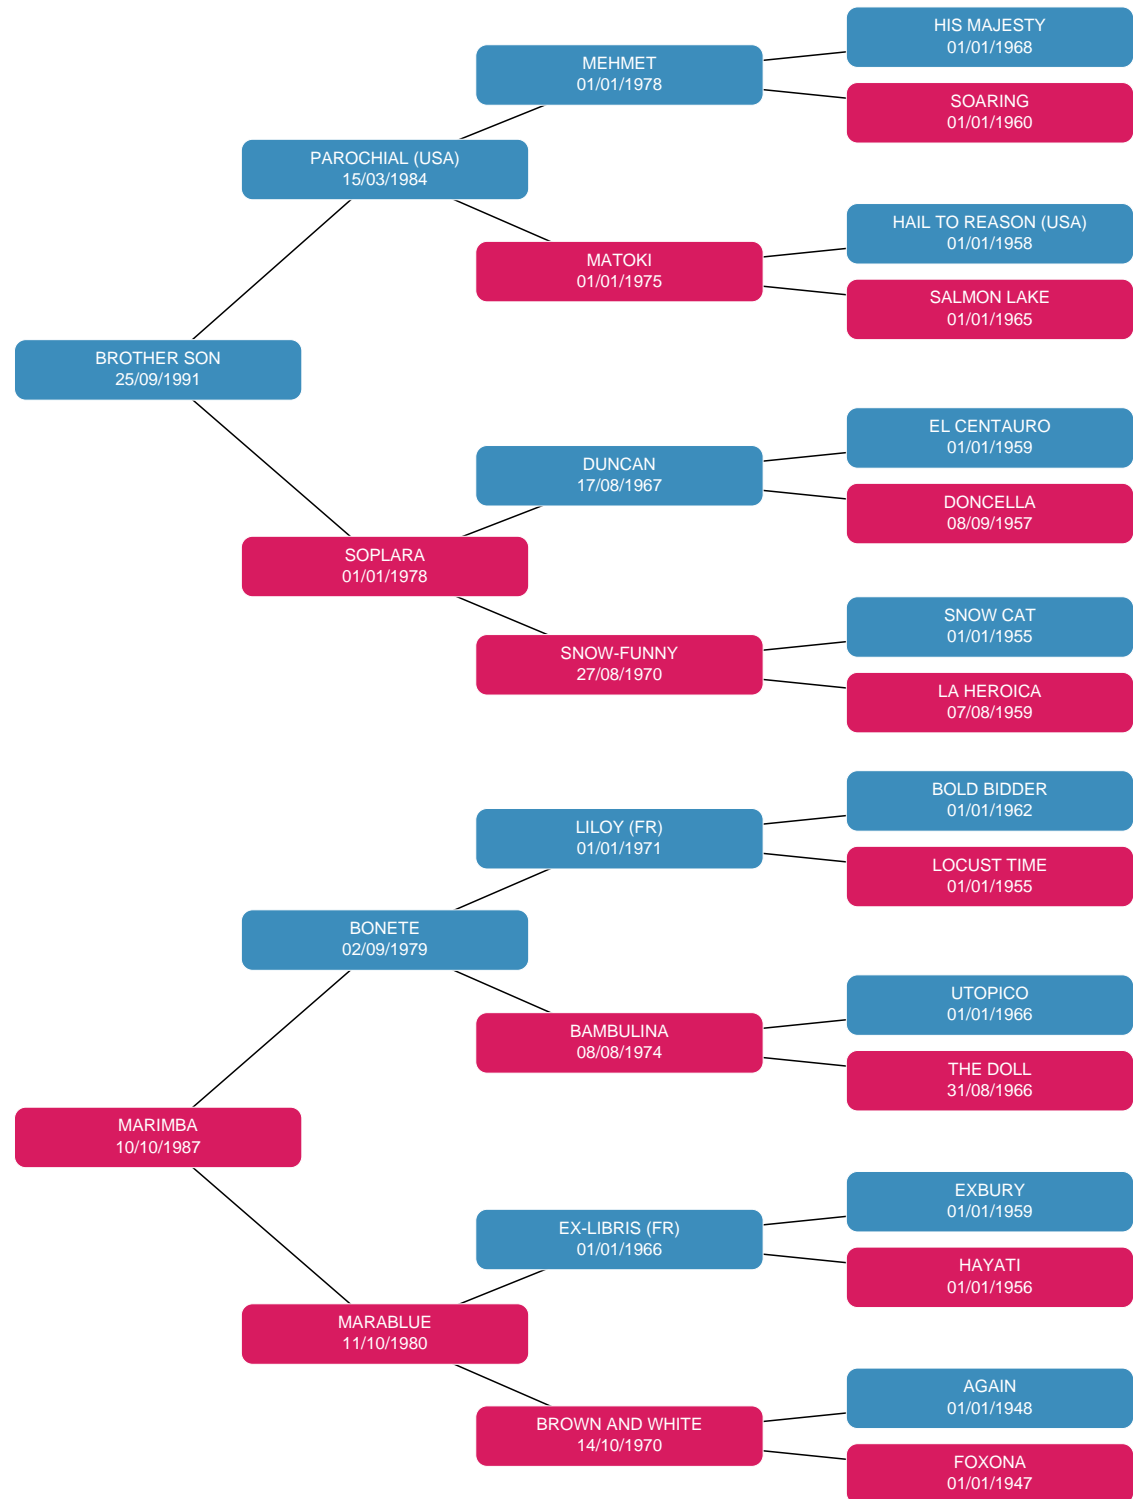 HIS MAJESTY
01/01/1968
MEHMET
01/01/1978
SOARING
01/01/1960
PAROCHIAL (USA)
15/03/1984
HAIL TO REASON (USA)
01/01/1958
MATOKI
01/01/1975
SALMON LAKE
01/01/1965
BROTHER SON
25/09/1991
EL CENTAURO
01/01/1959
DUNCAN
17/08/1967
DONCELLA
08/09/1957
SOPLARA
01/01/1978
SNOW CAT
01/01/1955
SNOW-FUNNY
27/08/1970
LA HEROICA
07/08/1959
BOLD BIDDER
01/01/1962
LILOY (FR)
01/01/1971
LOCUST TIME
01/01/1955
BONETE
02/09/1979
UTOPICO
01/01/1966
BAMBULINA
08/08/1974
THE DOLL
31/08/1966
MARIMBA
10/10/1987
EXBURY
01/01/1959
EX-LIBRIS (FR)
01/01/1966
HAYATI
01/01/1956
MARABLUE
11/10/1980
AGAIN
01/01/1948
BROWN AND WHITE
14/10/1970
FOXONA
01/01/1947